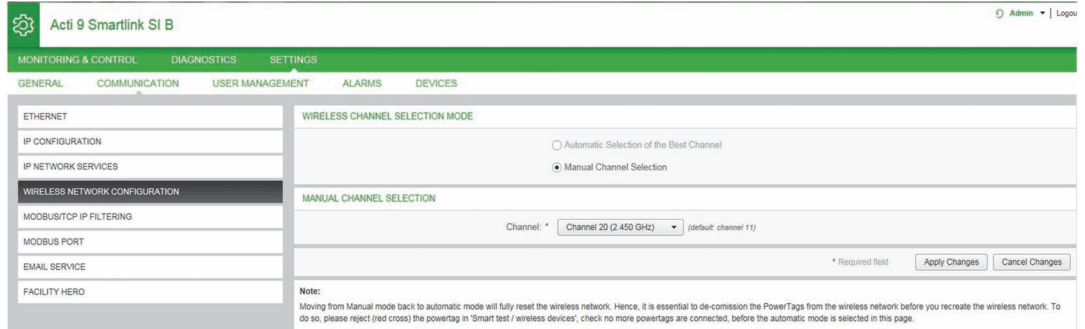 Acti 9 Smartlink SI B
Admin | Logou
MONITORING & CONTROL DIAGNOSTICS SETTINGS
GENERAL COMMUNICATION USER MANAGEMENT ALARMS DEVICES
ETHERNET
IP CONFIGURATION
IP NETWORK SERVICES
WIRELESS NETWORK CONFIGURATION
MODBUS/TCP IP FILTERING
MODBUS PORT
EMAIL SERVICE
FACILITY HERO
WIRELESS CHANNEL SELECTION MODE
Automatic Selection of the Best Channel
Manual Channel Selection
MANUAL CHANNEL SELECTION
Channel: * Channel 20 (2.450 GHz) (default: channel 11)
* Required field Apply Changes Cancel Changes
Note:
Moving from Manual mode back to automatic mode will fully reset the wireless network. Hence, it is essential to de-comission the PowerTags from the wireless network before you recreate the wireless network. To
do so, please reject (red cross) the powertag in 'Smart test / wireless devices', check no more powertags are connected, before the automatic mode is selected in this page.